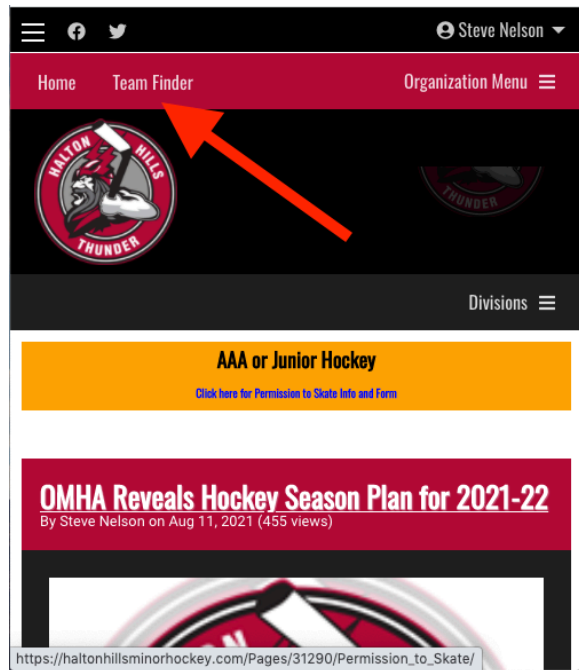 Steve Nelson
Home Team Finder Organization Menu
HALTON HILLS
THUNDER
THUNDER
Divisions
AAA or Junior Hockey
Click here for Permission to Skate Info and Form
OMHA Reveals Hockey Season Plan for 2021-22
By Steve Nelson on Aug 11, 2021 (455 views)
https://haltonhillsminorhockey.com/Pages/31290/Permission_to_Skate/